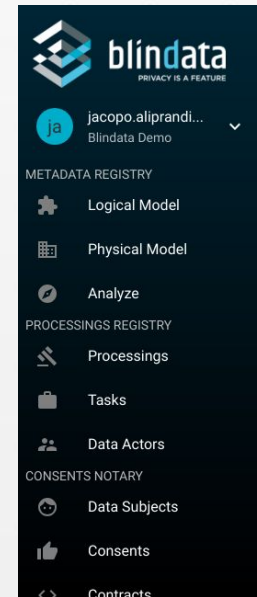 blindata
PRIVACY IS A FEATURE
ja
jacopo.aliprandi...
Blindata Demo
METADATA REGISTRY
Logical Model
Physical Model
Analyze
PROCESSINGS REGISTRY
Processings
Tasks
Data Actors
CONSENTS NOTARY
Data Subjects
Consents
Contracts